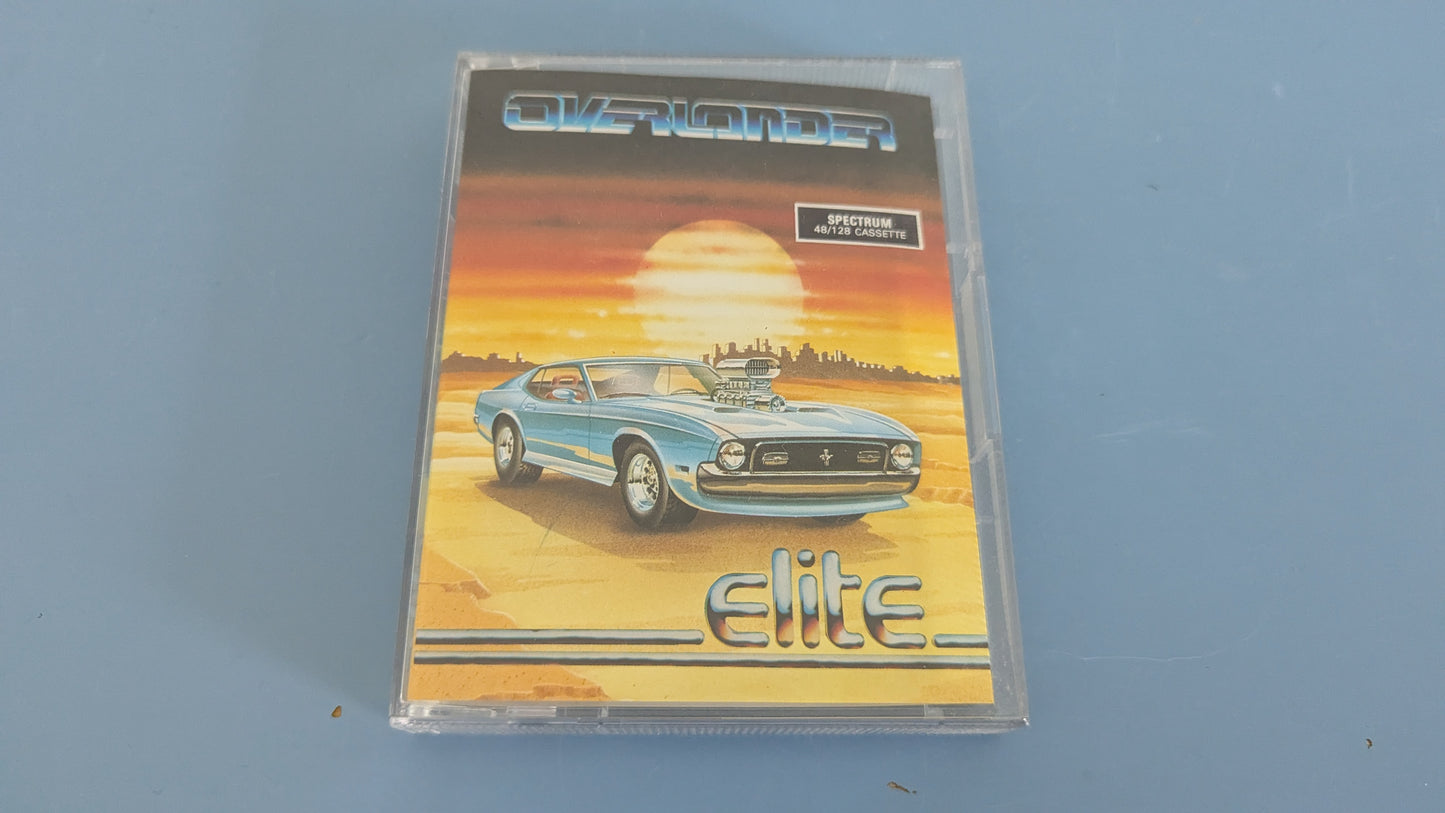 OVERLANDER
SPECTRUM
48/128 CASSETTE
elite